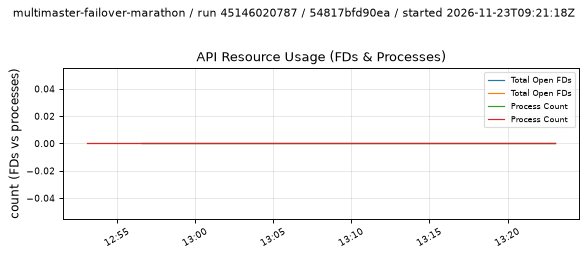 multimaster-failover-marathon / run 45146020787 / 54817bfd90ea / started 2026-11-23T09:21:18Z
API Resource Usage (FDs & Processes)
count (FDs vs processes)
0.04
0.02
0.00
−0.02
−0.04
Total Open FDs
Total Open FDs
Process Count
Process Count
12:55
13:00
13:05
13:10
13:15
13:20